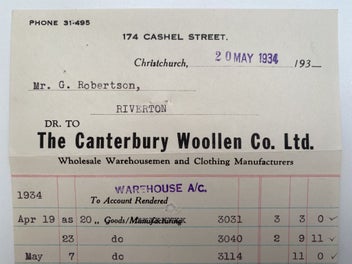 PHONE 31-495
174 CASHEL STREET.
Christchurch, 20 MAY 1934 193
Mr. G. Robertson,
RIVERTON
DR. TO
The Canterbury Woollen Co. Ltd.
Wholesale Warehousemen and Clothing Manufacturers
1934 WAREHOUSE A/C.
To Account Rendered
Apr 19 as 20 ,, Goods/Manufacturing 3031 3 3 0 ✓
23 do 3040 2 9 11 ✓
May 7 do 3114 11 0 ✓